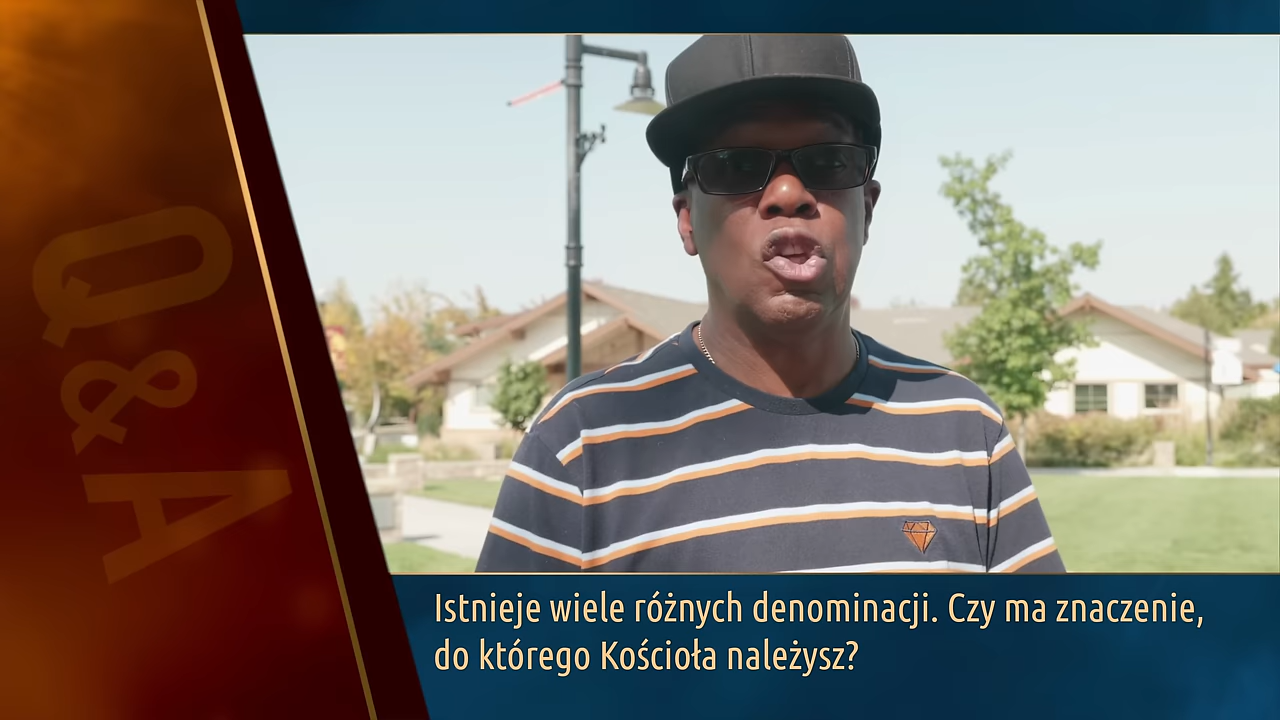 Q & A
Istnieje wiele różnych denominacji. Czy ma znaczenie,
do którego Kościoła należysz?